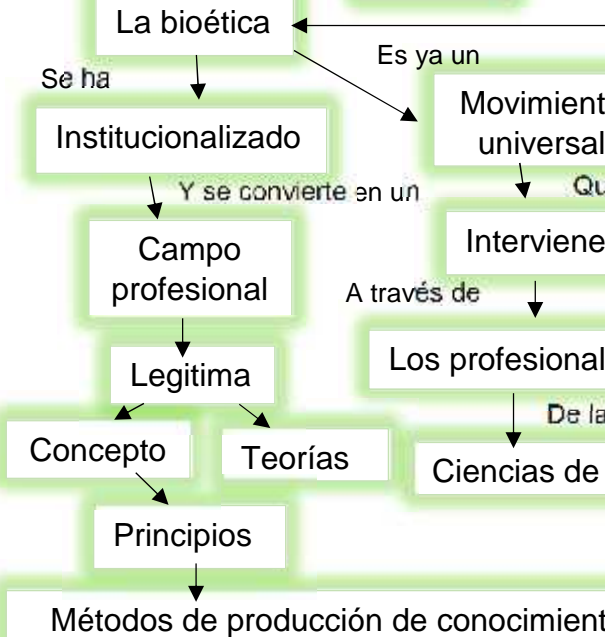 La bioética
Es ya un
Se ha
Movimient
universal
Institucionalizado
Qu
Y se convierte en un
Interviene
Campo
profesional
A través de
Los profesional
Legitima
De la
Concepto
Teorías
Ciencias de
Principios
Métodos de producción de conocimient